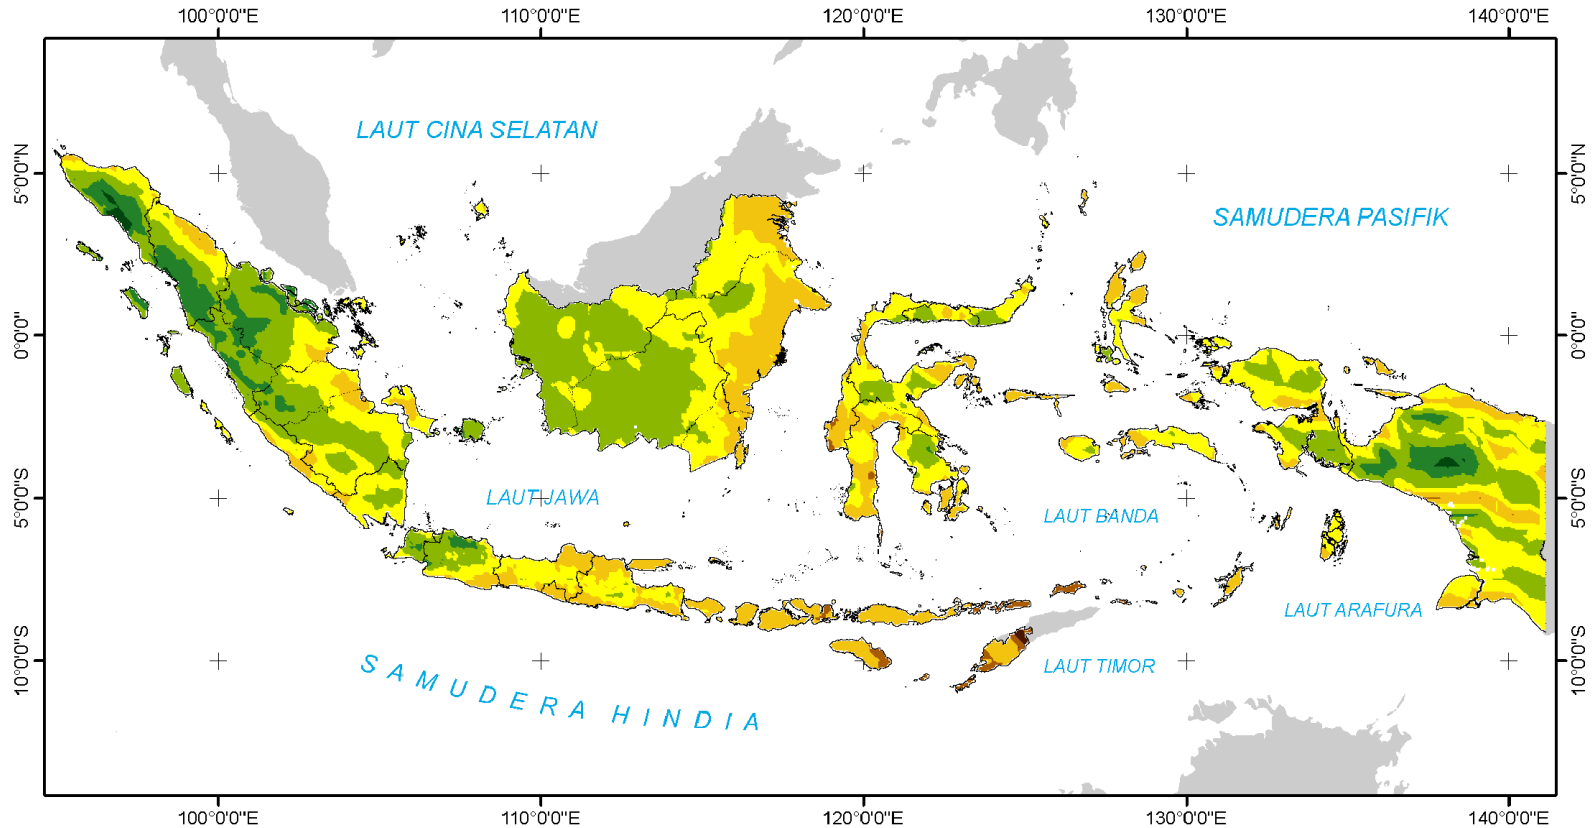 100°0'0"E 110°0'0"E 120°0'0"E 130°0'0"E 140°0'0"E
LAUT CINA SELATAN
5°0'0"N 5°0'0"N
SAMUDERA PASIFIK
0°0'0" 0°0'0"
LAUT JAWA
5°0'0"S 5°0'0"S
LAUT BANDA
LAUT ARAFURA
10°0'0"S 10°0'0"S
LAUT TIMOR
SAMUDERA HINDIA
100°0'0"E 110°0'0"E 120°0'0"E 130°0'0"E 140°0'0"E